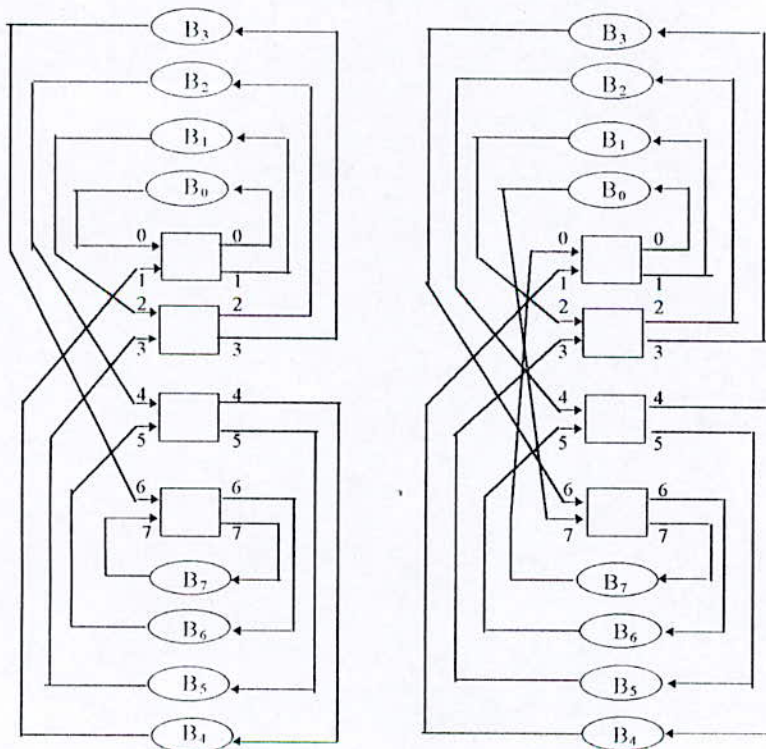 B₃ B₃
B₂ B₂
B₁ B₁
B₀ B₀
0 0 0 0
1 1 1 1
2 2 2 2
3 3 3 3
4 4 4 4
5 5 5 5
6 6 6 6
7 7 7 7
B₇ B₇
B₆ B₆
B₅ B₅
B₄ B₄